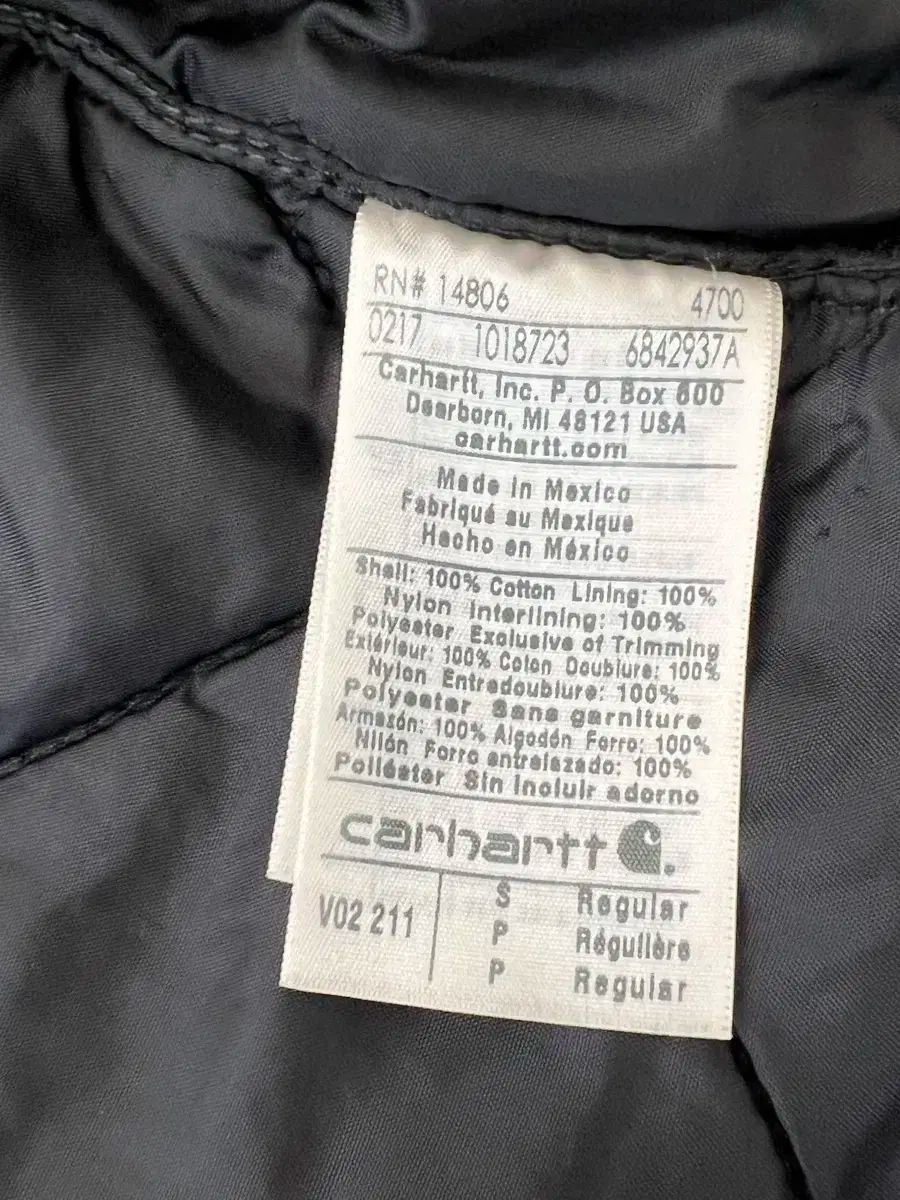 RN# 14806 4700
0217 1018723 6842937A
Carhartt, Inc. P. O. Box 600
Dearborn, MI 48121 USA
carhartt.com
Made in Mexico
Fabriqué au Mexique
Hecho en México
Shell: 100% Cotton Lining: 100%
Nylon Interlining: 100%
Polyester Exclusive of Trimming
Extérieur: 100% Coton Doublure: 100%
Nylon Entredoublure: 100%
Polyester Sans garniture
Armazón: 100% Algodón Forro: 100%
Nilón Forro entrelazado: 100%
Poliéster Sin Incluir adorno
carhartt
V02 211 S Regular
P Régulière
P Regular